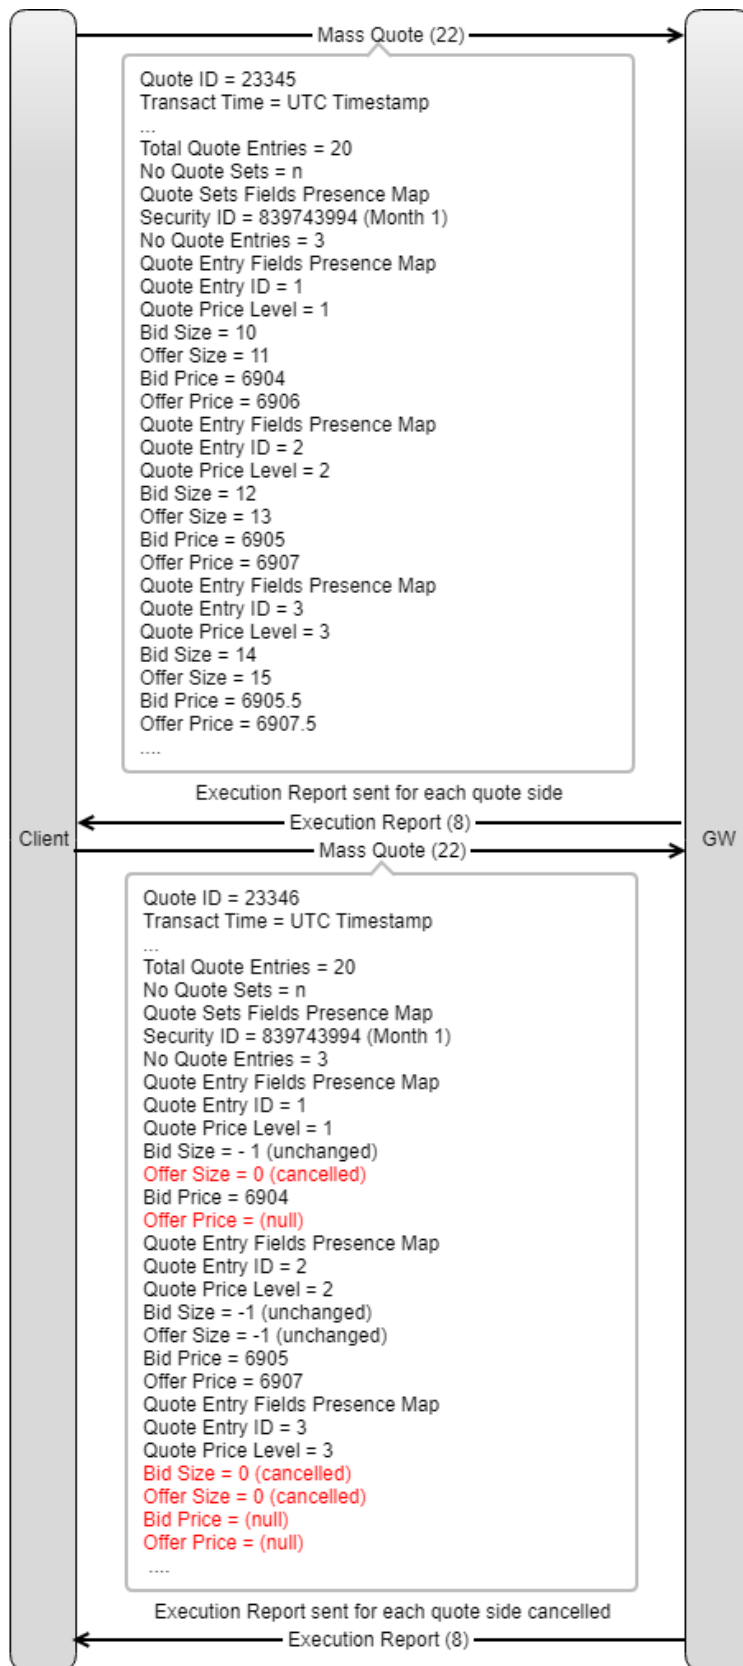 Mass Quote (22)
Quote ID = 23345
Transact Time = UTC Timestamp
...
Total Quote Entries = 20
No Quote Sets = n
Quote Sets Fields Presence Map
Security ID = 839743994 (Month 1)
No Quote Entries = 3
Quote Entry Fields Presence Map
Quote Entry ID = 1
Quote Price Level = 1
Bid Size = 10
Offer Size = 11
Bid Price = 6904
Offer Price = 6906
Quote Entry Fields Presence Map
Quote Entry ID = 2
Quote Price Level = 2
Bid Size = 12
Offer Size = 13
Bid Price = 6905
Offer Price = 6907
Quote Entry Fields Presence Map
Quote Entry ID = 3
Quote Price Level = 3
Bid Size = 14
Offer Size = 15
Bid Price = 6905.5
Offer Price = 6907.5
....
Execution Report sent for each quote side
Execution Report (8)
Client
GW
Mass Quote (22)
Quote ID = 23346
Transact Time = UTC Timestamp
...
Total Quote Entries = 20
No Quote Sets = n
Quote Sets Fields Presence Map
Security ID = 839743994 (Month 1)
No Quote Entries = 3
Quote Entry Fields Presence Map
Quote Entry ID = 1
Quote Price Level = 1
Bid Size = - 1 (unchanged)
Offer Size = 0 (cancelled)
Bid Price = 6904
Offer Price = (null)
Quote Entry Fields Presence Map
Quote Entry ID = 2
Quote Price Level = 2
Bid Size = -1 (unchanged)
Offer Size = -1 (unchanged)
Bid Price = 6905
Offer Price = 6907
Quote Entry Fields Presence Map
Quote Entry ID = 3
Quote Price Level = 3
Bid Size = 0 (cancelled)
Offer Size = 0 (cancelled)
Bid Price = (null)
Offer Price = (null)
....
Execution Report sent for each quote side cancelled
Execution Report (8)